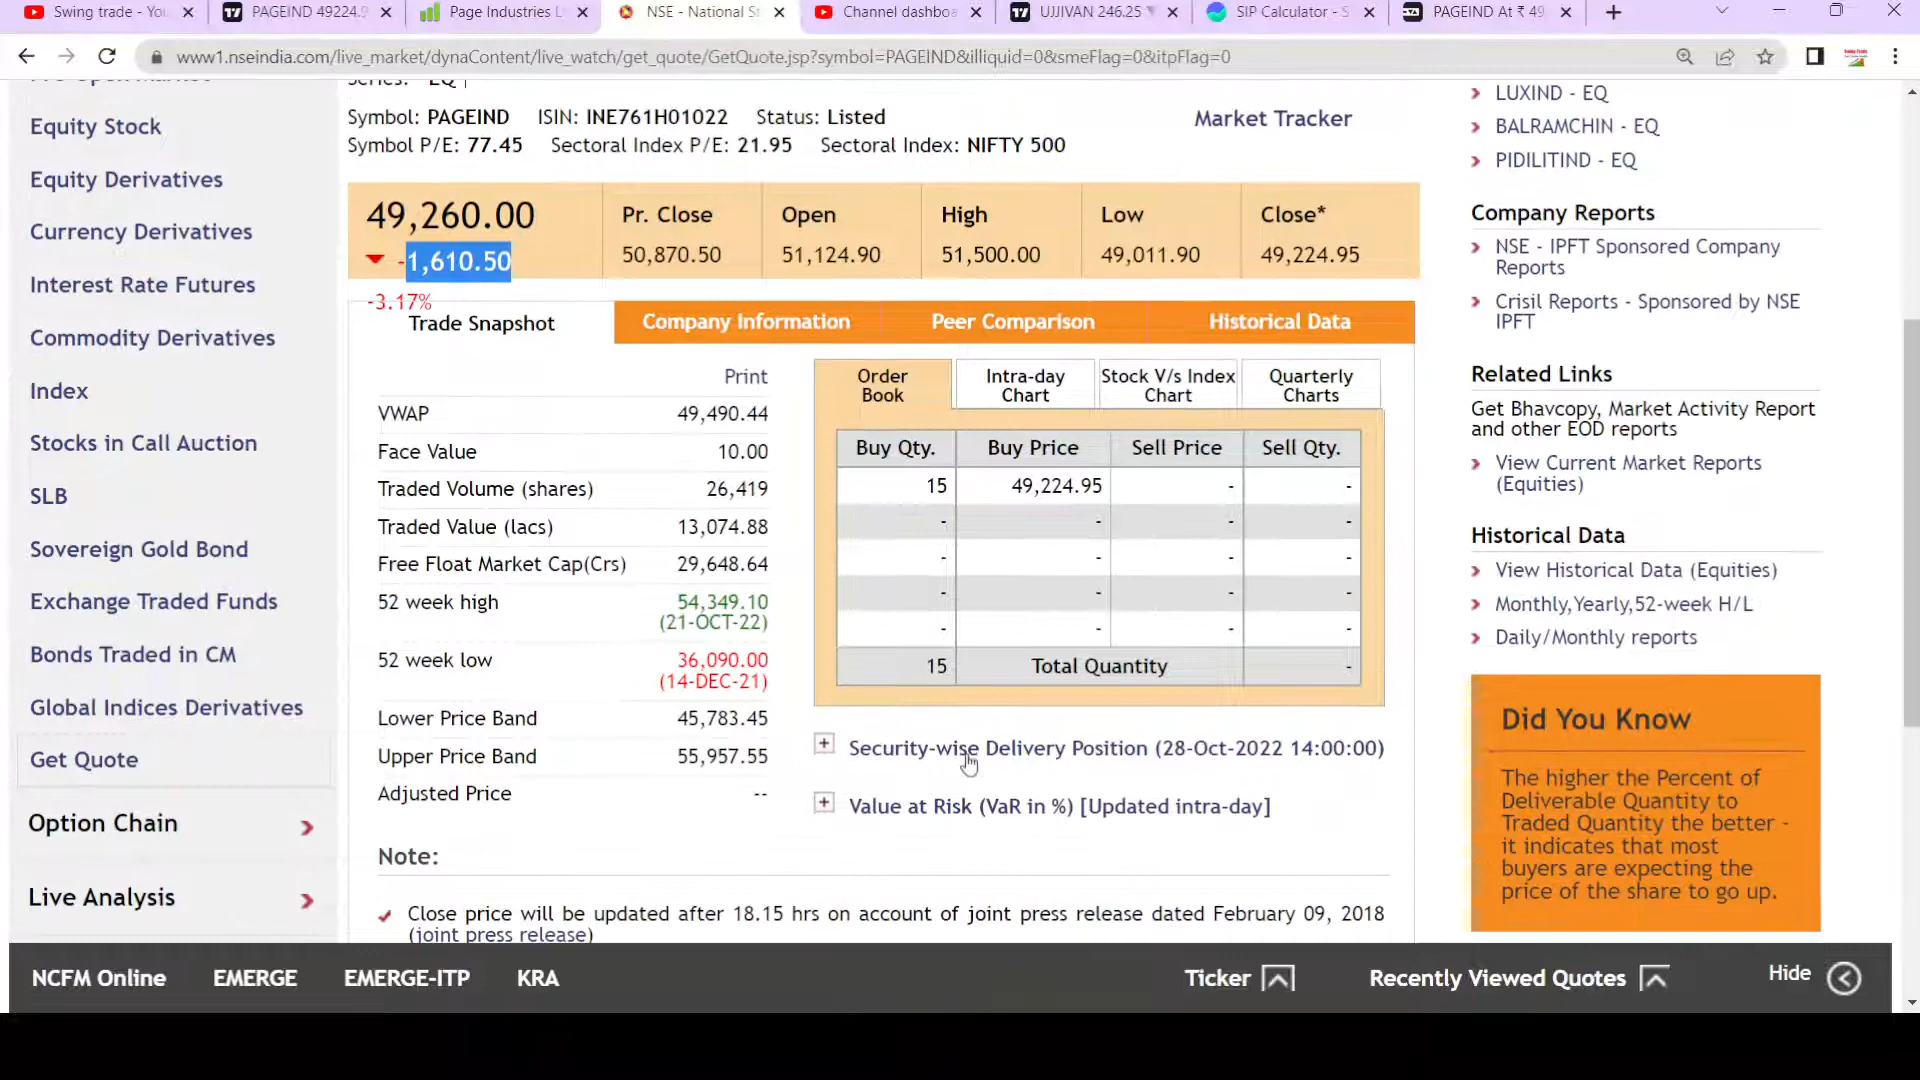 Swing trade - Yo
PAGEIND 49224.9
Page Industries L
NSE - National S
Channel dashbo
UJJIVAN 246.25
SIP Calculator - S
PAGEIND At ₹ 49
www1.nseindia.com/live_market/dynaContent/live_watch/get_quote/GetQuote.jsp?symbol=PAGEIND&illiquid=0&smeFlag=0&itpFlag=0
Equity Stock
Equity Derivatives
Currency Derivatives
Interest Rate Futures
Commodity Derivatives
Index
Stocks in Call Auction
SLB
Sovereign Gold Bond
Exchange Traded Funds
Bonds Traded in CM
Global Indices Derivatives
Get Quote
Option Chain
Live Analysis
Series: EQ |
Symbol: PAGEIND ISIN: INE761H01022 Status: Listed
Market Tracker
Symbol P/E: 77.45 Sectoral Index P/E: 21.95 Sectoral Index: NIFTY 500
49,260.00
-1,610.50
-3.17%
Pr. Close
50,870.50
Open
51,124.90
High
51,500.00
Low
49,011.90
Close*
49,224.95
Trade Snapshot
Company Information
Peer Comparison
Historical Data
Print
VWAP 49,490.44
Face Value 10.00
Traded Volume (shares) 26,419
Traded Value (lacs) 13,074.88
Free Float Market Cap(Crs) 29,648.64
52 week high 54,349.10
(21-OCT-22)
52 week low 36,090.00
(14-DEC-21)
Lower Price Band 45,783.45
Upper Price Band 55,957.55
Adjusted Price --
Order
Book
Intra-day
Chart
Stock V/s Index
Chart
Quarterly
Charts
Buy Qty. Buy Price Sell Price Sell Qty.
15 49,224.95 - -
- - - -
- - - -
- - - -
- - - -
15 Total Quantity -
Security-wise Delivery Position (28-Oct-2022 14:00:00)
Value at Risk (VaR in %) [Updated intra-day]
Note:
Close price will be updated after 18.15 hrs on account of joint press release dated February 09, 2018
(joint press release)
LUXIND - EQ
BALRAMCHIN - EQ
PIDILITIND - EQ
Company Reports
NSE - IPFT Sponsored Company
Reports
Crisil Reports - Sponsored by NSE
IPFT
Related Links
Get Bhavcopy, Market Activity Report
and other EOD reports
View Current Market Reports
(Equities)
Historical Data
View Historical Data (Equities)
Monthly,Yearly,52-week H/L
Daily/Monthly reports
Did You Know
The higher the Percent of
Deliverable Quantity to
Traded Quantity the better -
it indicates that most
buyers are expecting the
price of the share to go up.
NCFM Online
EMERGE
EMERGE-ITP
KRA
Ticker
Recently Viewed Quotes
Hide